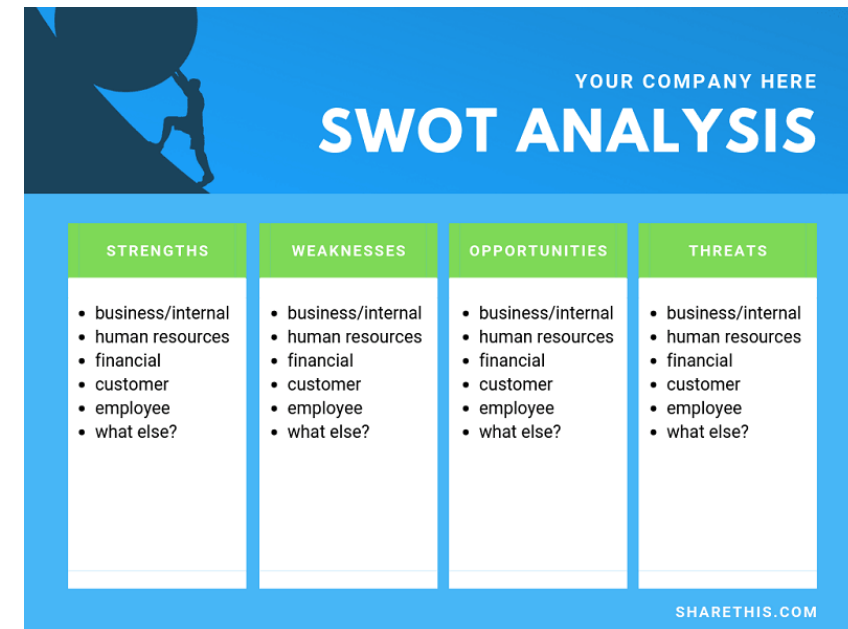 YOUR COMPANY HERE
SWOT ANALYSIS
STRENGTHS
• business/internal
• human resources
• financial
• customer
• employee
• what else?
WEAKNESSES
• business/internal
• human resources
• financial
• customer
• employee
• what else?
OPPORTUNITIES
• business/internal
• human resources
• financial
• customer
• employee
• what else?
THREATS
• business/internal
• human resources
• financial
• customer
• employee
• what else?
SHARETHIS.COM